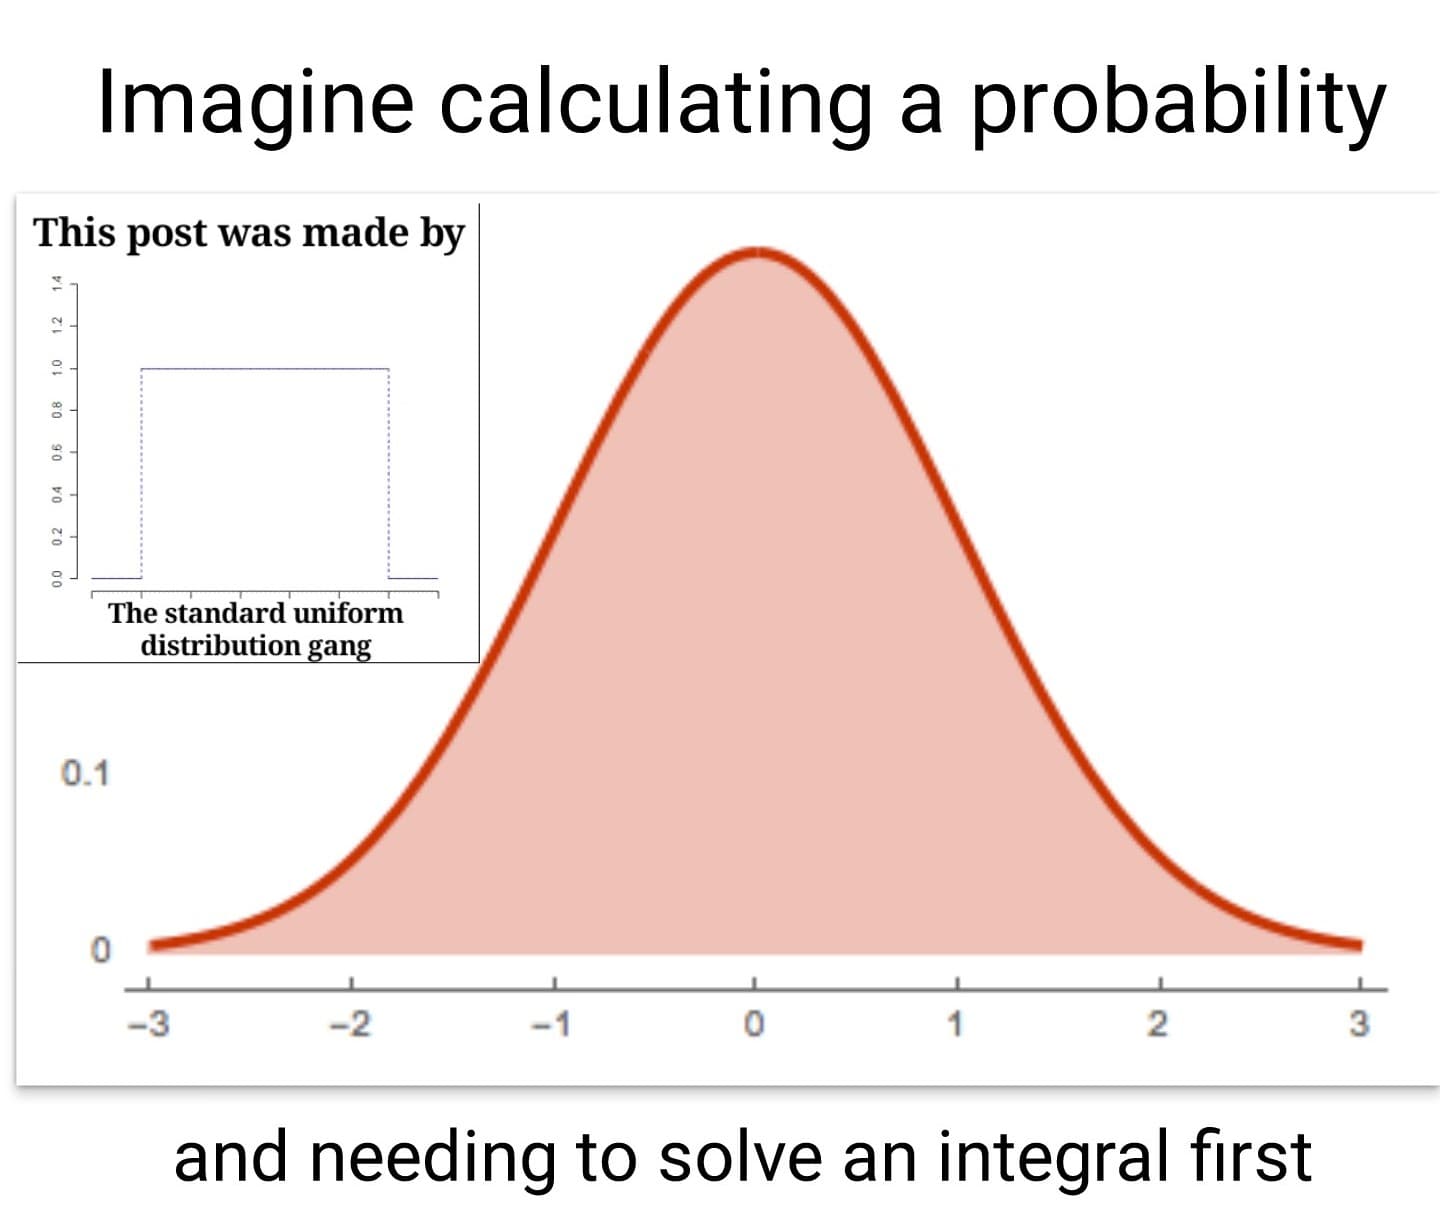 Imagine calculating a probability
This post was made by
1.4
1.2
1.0
0.8
0.6
0.4
0.2
0.0
The standard uniform
distribution gang
0.1
0
−3 −2 −1 0 1 2 3
and needing to solve an integral first